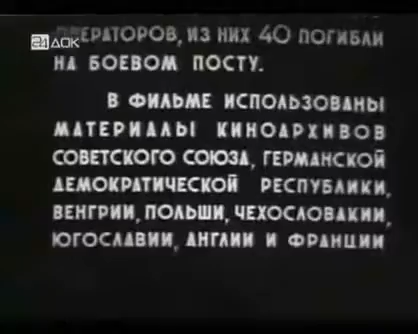 24 ДОК
ОПЕРАТОРОВ, ИЗ НИХ 40 ПОГИБЛИ
НА БОЕВОМ ПОСТУ.
В ФИЛЬМЕ ИСПОЛЬЗОВАНЫ
МАТЕРИАЛЫ КИНОАРХИВОВ
СОВЕТСКОГО СОЮЗА, ГЕРМАНСКОЙ
ДЕМОКРАТИЧЕСКОЙ РЕСПУБЛИКИ,
ВЕНГРИИ, ПОЛЬШИ, ЧЕХОСЛОВАКИИ,
ЮГОСЛАВИИ, АНГЛИИ И ФРАНЦИИ